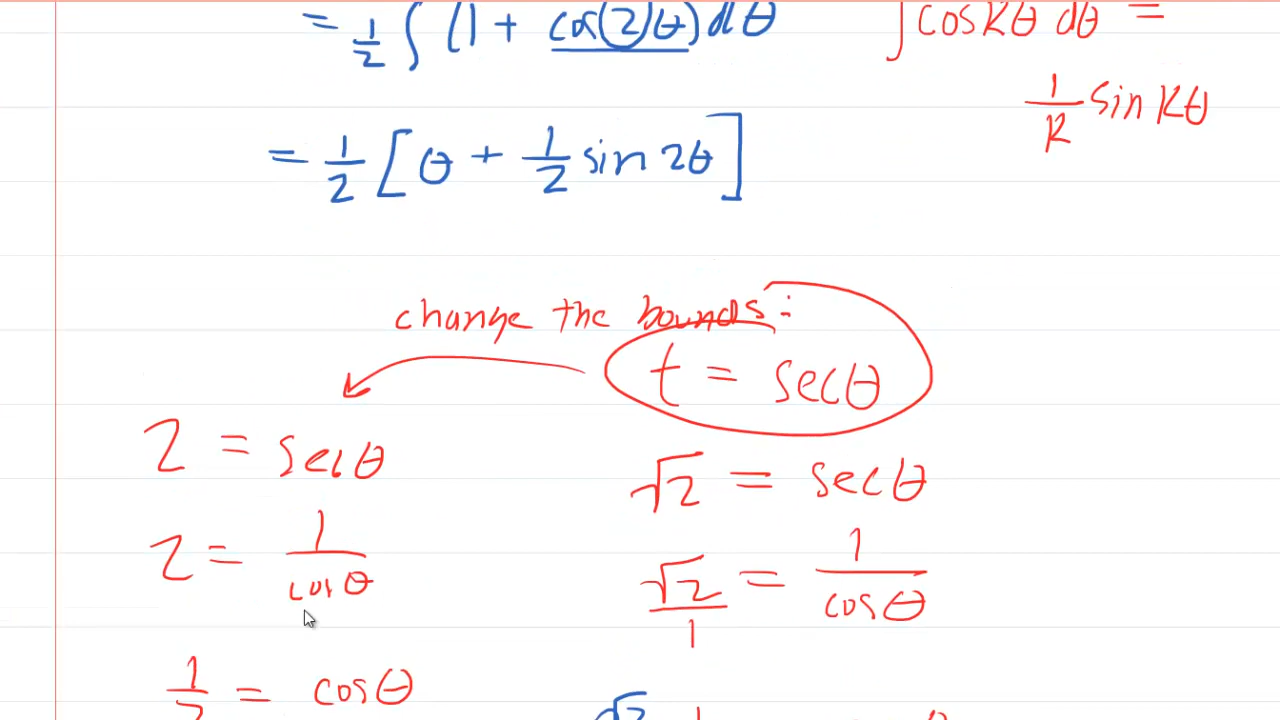 = 1/2 ∫ (1 + cos(2)θ) dθ
∫ cos Kθ dθ =
1/K sin Kθ
= 1/2 [θ + 1/2 sin 2θ]
change the bounds:
t = secθ
2 = secθ
√2 = secθ
2 = 1/cosθ
√2/1 = 1/cosθ
1/2 = cosθ